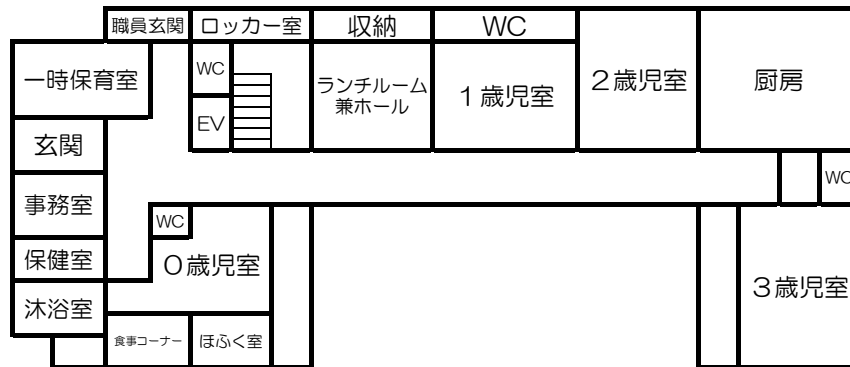 職員玄関
ロッカー室
収納
WC
一時保育室
WC
ランチルーム
兼ホール
１歳児室
２歳児室
厨房
EV
玄関
WC
事務室
WC
保健室
０歳児室
沐浴室
３歳児室
食事コーナー
ほふく室